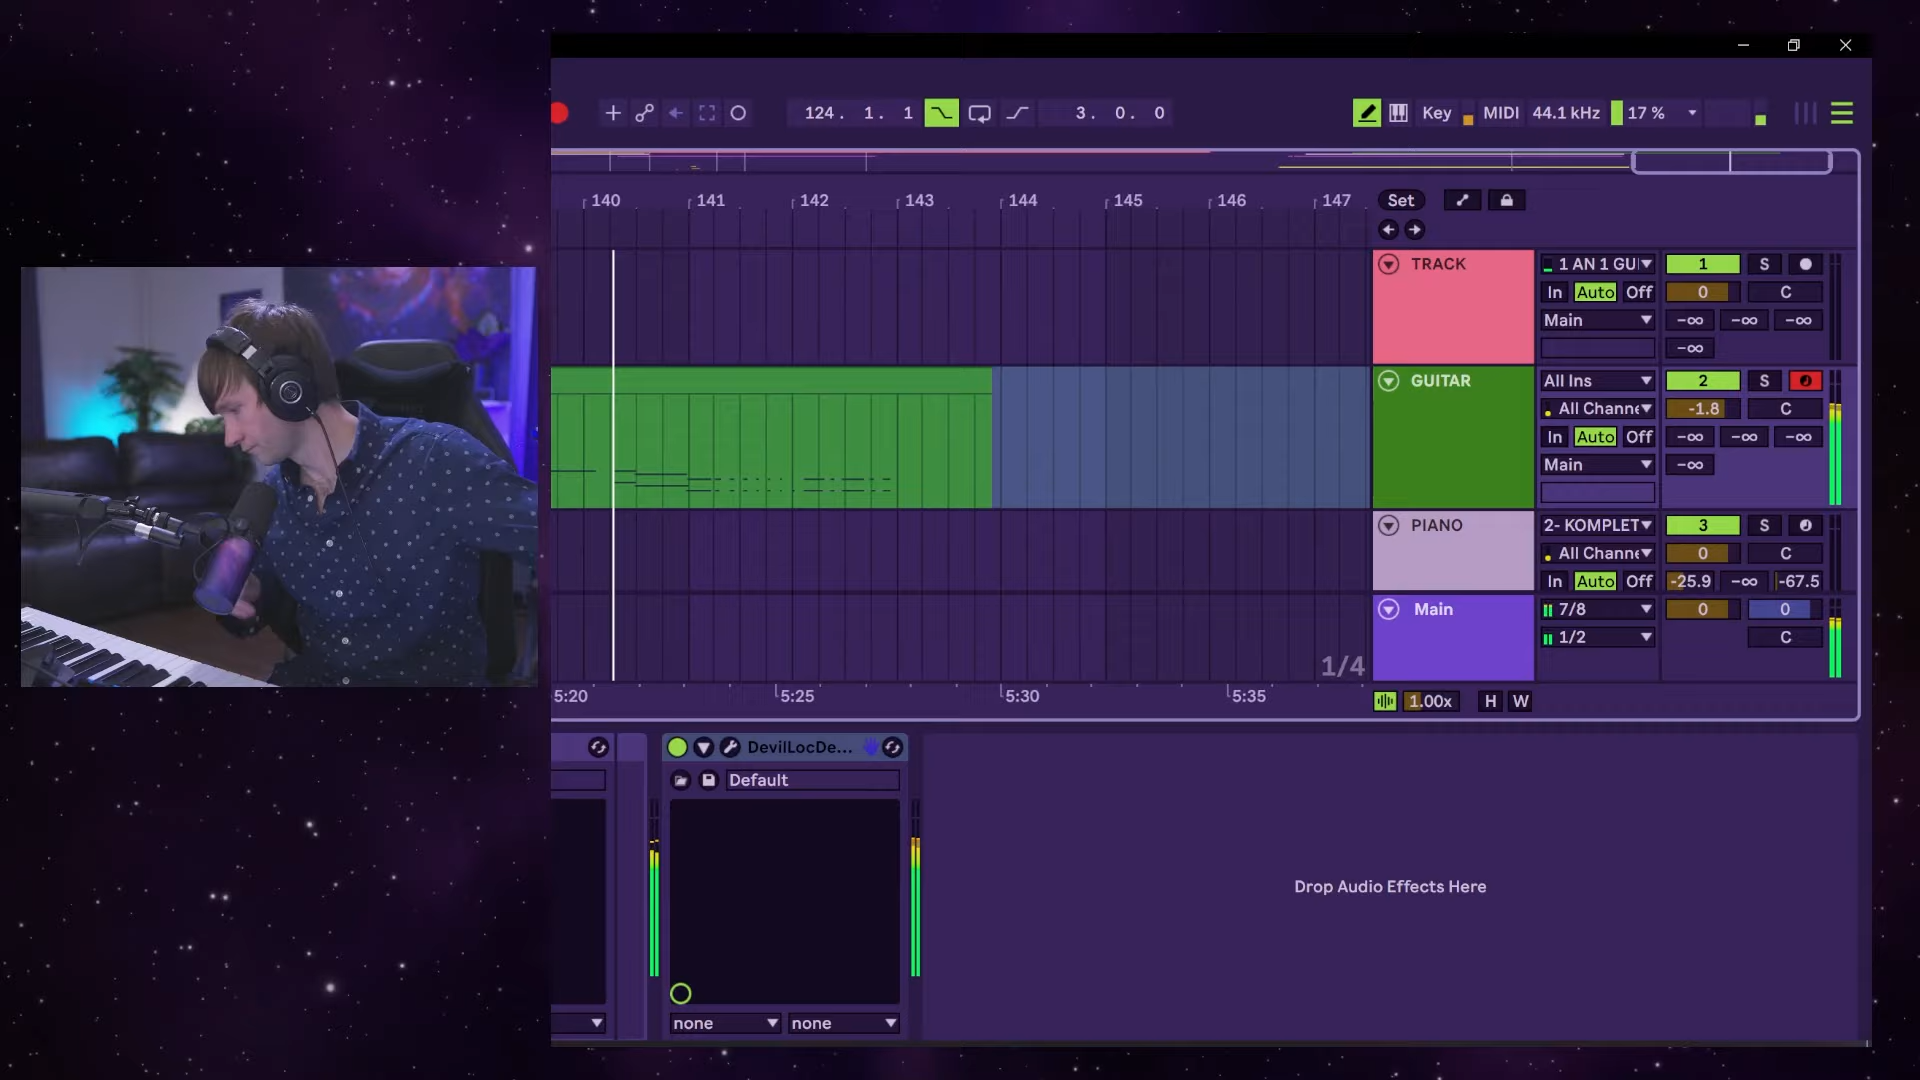 124. 1. 1
3. 0. 0
Key
MIDI
44.1 kHz
17 %
140 141 142 143 144 145 146 147
Set
TRACK
1 AN 1 GUI
1
S
In Auto Off
0
C
Main
-∞ -∞ -∞
-∞
GUITAR
All Ins
2
S
All Channe
-1.8
C
In Auto Off
-∞ -∞ -∞
Main
-∞
PIANO
2- KOMPLET
3
S
All Channe
0
C
In Auto Off
-25.9 -∞ -67.5
Main
7/8
0
0
1/2
C
1/4
5:20 5:25 5:30 5:35
1.00x
H W
DevilLocDe...
Default
none
none
Drop Audio Effects Here